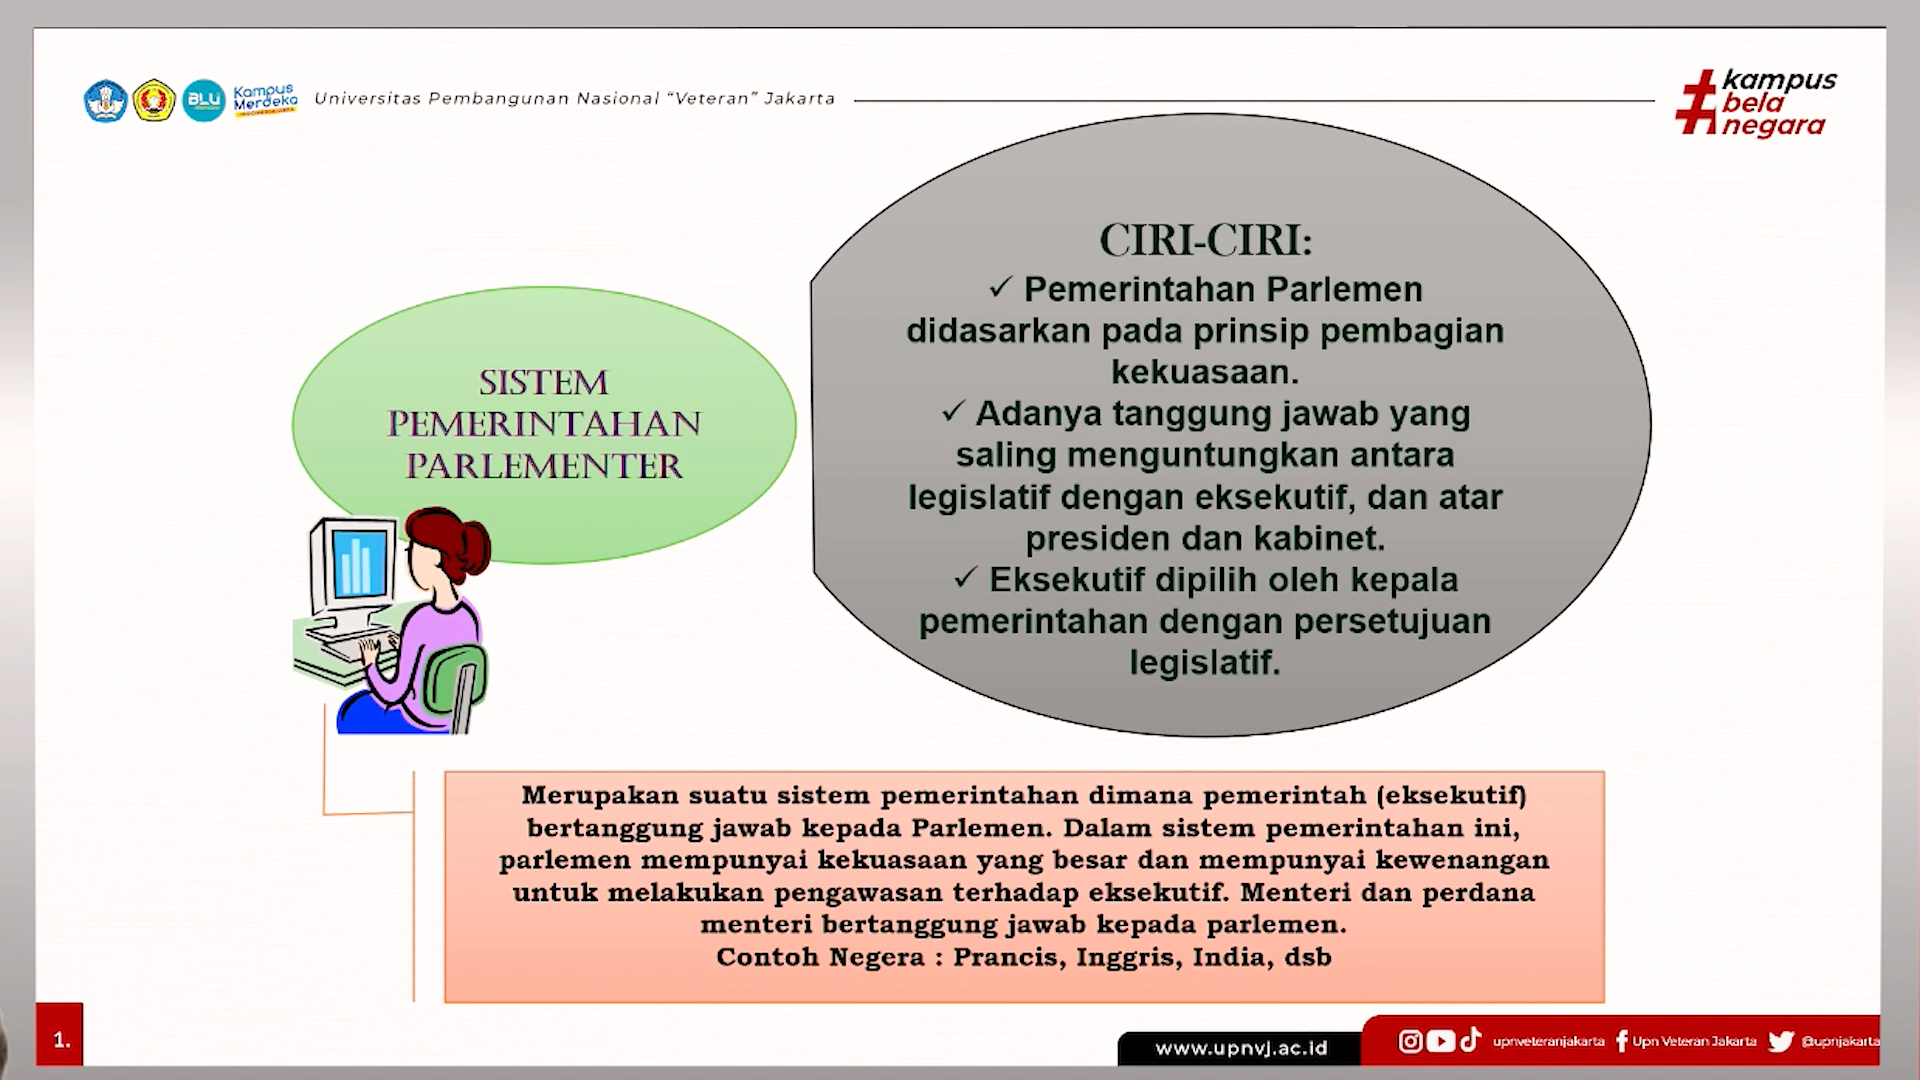 BLU
Kampus
Merdeka
INDONESIA JAYA
Universitas Pembangunan Nasional “Veteran” Jakarta
#kampus
bela
negara
CIRI-CIRI:
✓ Pemerintahan Parlemen
didasarkan pada prinsip pembagian
kekuasaan.
✓ Adanya tanggung jawab yang
saling menguntungkan antara
legislatif dengan eksekutif, dan atar
presiden dan kabinet.
✓ Eksekutif dipilih oleh kepala
pemerintahan dengan persetujuan
legislatif.
SISTEM
PEMERINTAHAN
PARLEMENTER
Merupakan suatu sistem pemerintahan dimana pemerintah (eksekutif)
bertanggung jawab kepada Parlemen. Dalam sistem pemerintahan ini,
parlemen mempunyai kekuasaan yang besar dan mempunyai kewenangan
untuk melakukan pengawasan terhadap eksekutif. Menteri dan perdana
menteri bertanggung jawab kepada parlemen.
Contoh Negera : Prancis, Inggris, India, dsb
1.
www.upnvj.ac.id
upnveteranjakarta
Upn Veteran Jakarta
@upnjakarta